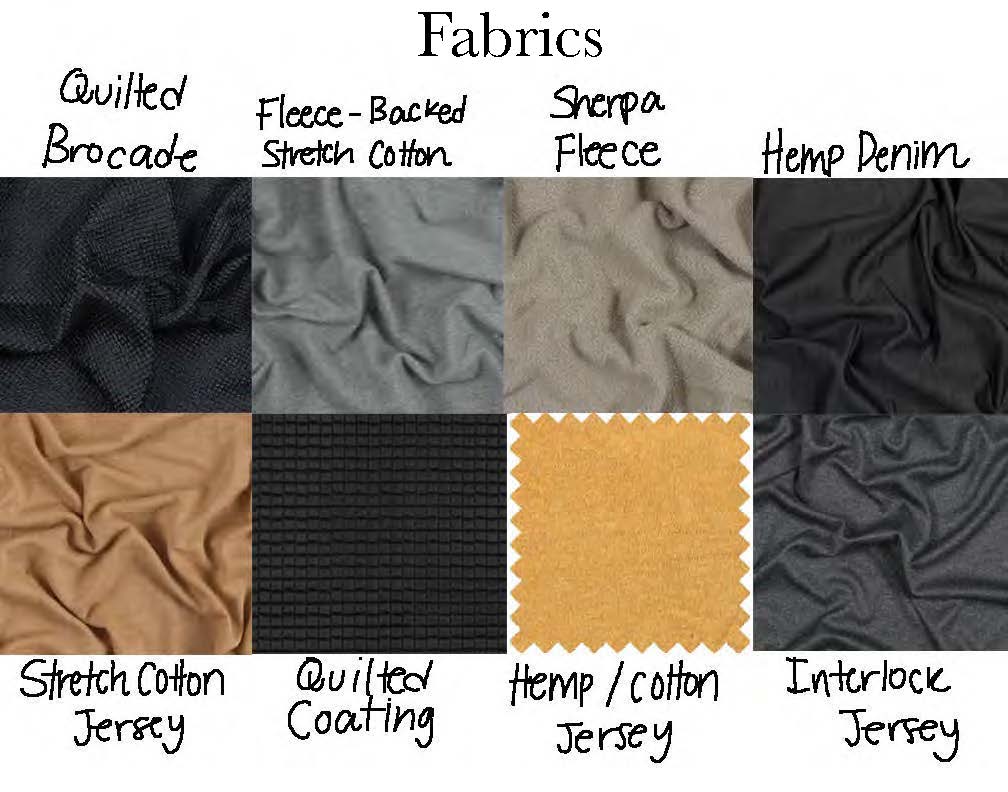 Fabrics
Quilted
Brocade
Fleece-Backed
Stretch Cotton
Sherpa
Fleece
Hemp Denim
Stretch Cotton
Jersey
Quilted
Coating
Hemp / cotton
Jersey
Interlock
Jersey